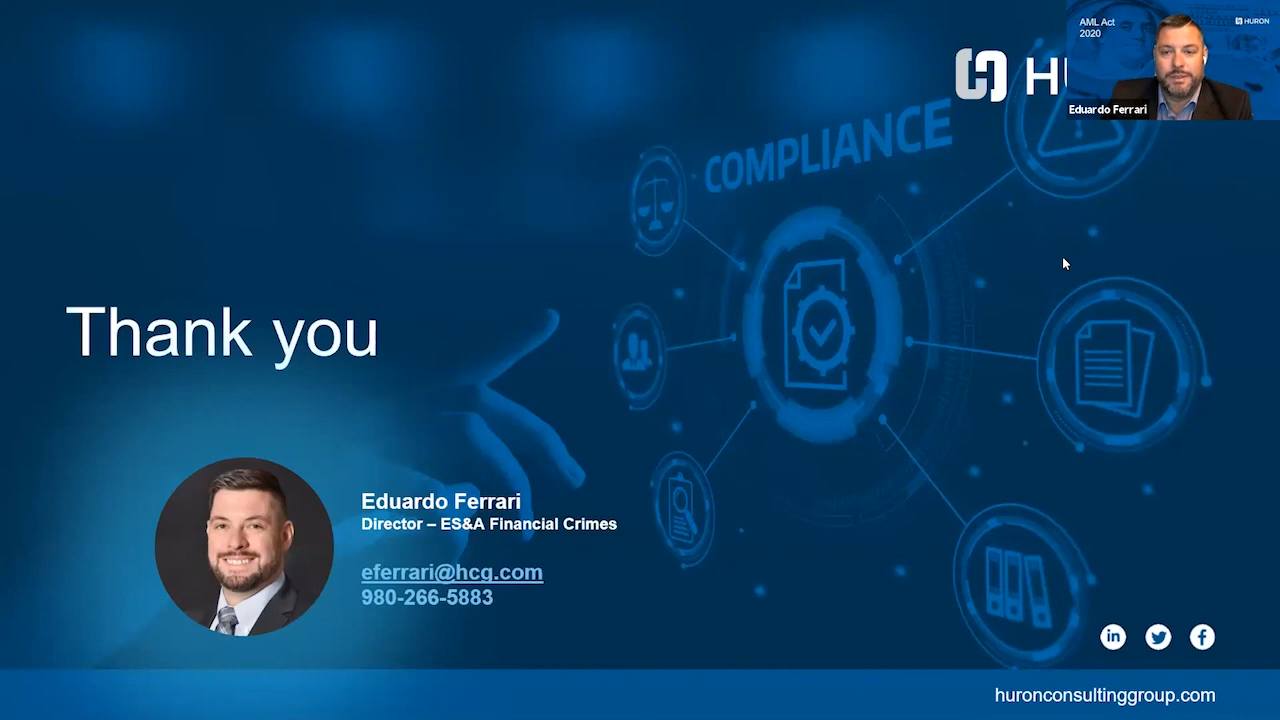 AML Act
2020
HURON
Eduardo Ferrari
COMPLIANCE
Thank you
Eduardo Ferrari
Director – ES&A Financial Crimes
eferrari@hcg.com
980-266-5883
in
f
huronconsultinggroup.com